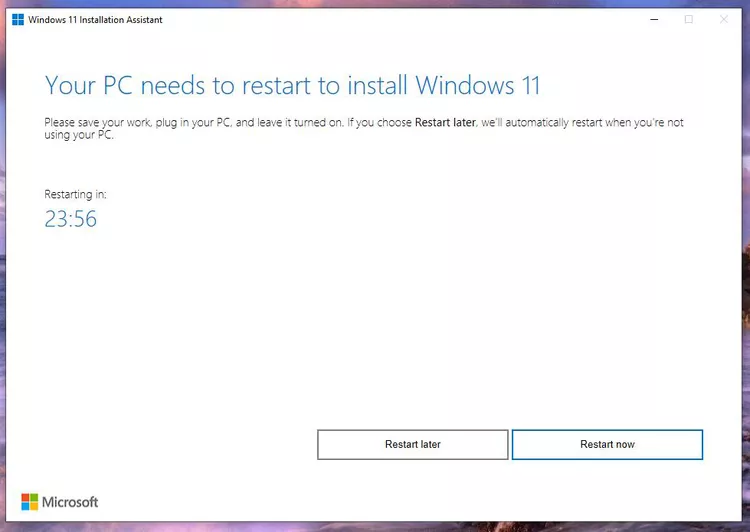 Windows 11 Installation Assistant
Your PC needs to restart to install Windows 11
Please save your work, plug in your PC, and leave it turned on. If you choose Restart later, we'll automatically restart when you're not
using your PC.
Restarting in:
23:56
Restart later
Restart now
Microsoft